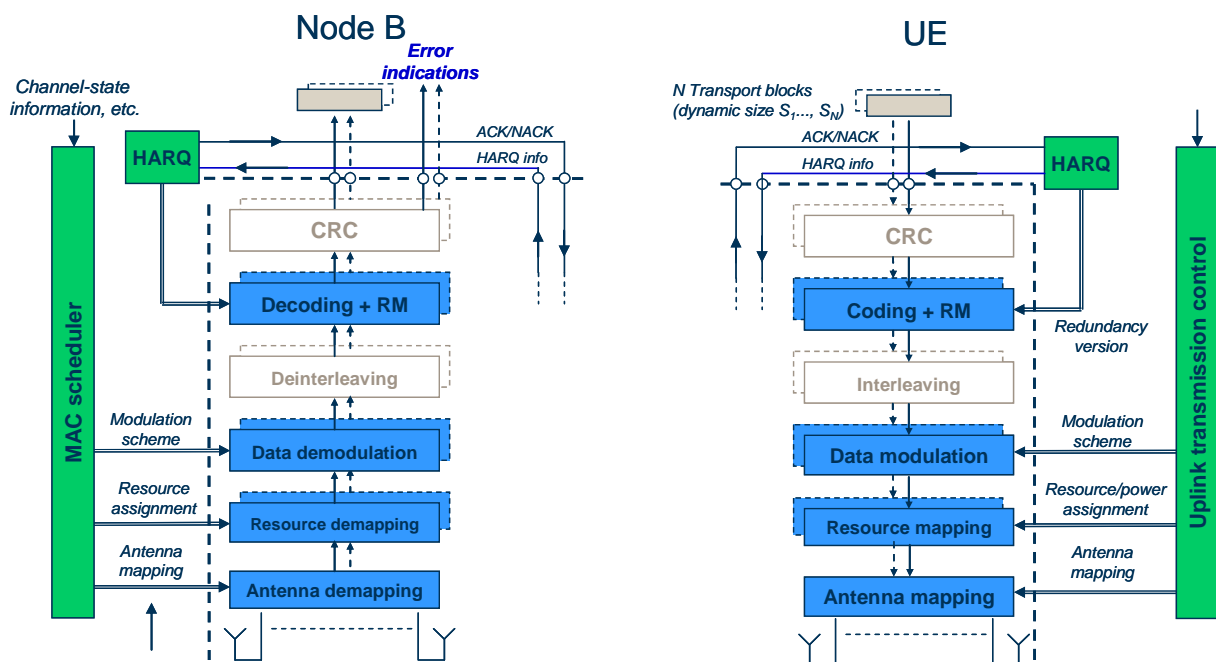 Node B
Error
indications
Channel-state
information, etc.
HARQ
ACK/NACK
HARQ info
CRC
Decoding + RM
Deinterleaving
MAC scheduler
Modulation
scheme
Data demodulation
Resource
assignment
Resource demapping
Antenna
mapping
Antenna demapping
UE
N Transport blocks
(dynamic size S1..., SN)
ACK/NACK
HARQ info
HARQ
CRC
Coding + RM
Redundancy
version
Interleaving
Uplink transmission control
Modulation
scheme
Data modulation
Resource/power
assignment
Resource mapping
Antenna
mapping
Antenna mapping